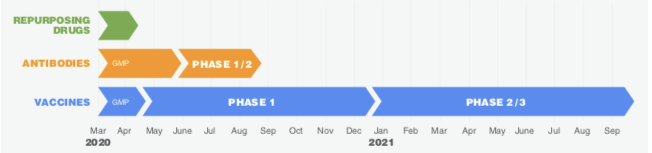 REPURPOSING
DRUGS
ANTIBODIES
GMP
PHASE 1/2
VACCINES
GMP
PHASE 1
PHASE 2/3
Mar Apr May June Jul Aug Sep Oct Nov Dec Jan Feb Mar Apr May June Jul Aug Sep
2020 2021